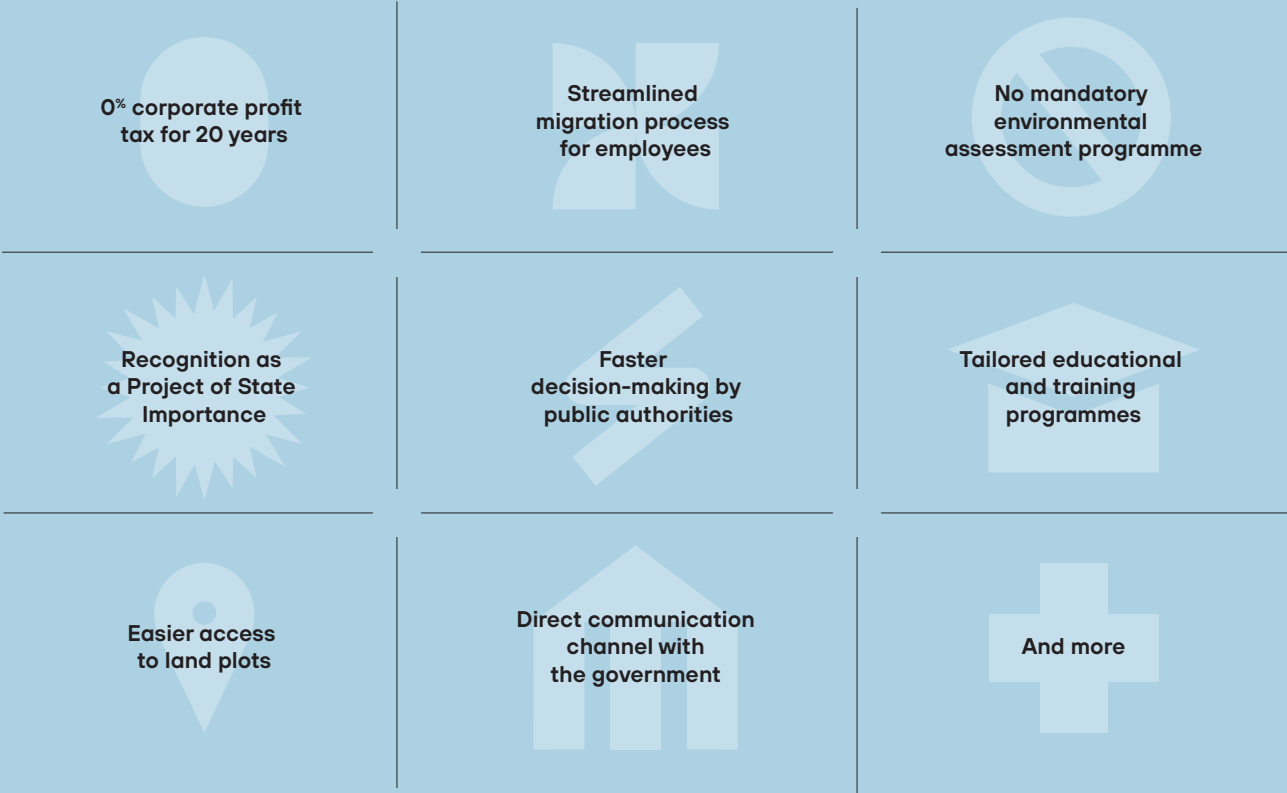 0% corporate profit
tax for 20 years
Streamlined
migration process
for employees
No mandatory
environmental
assessment programme
Recognition as
a Project of State
Importance
Faster
decision-making by
public authorities
Tailored educational
and training
programmes
Easier access
to land plots
Direct communication
channel with
the government
And more